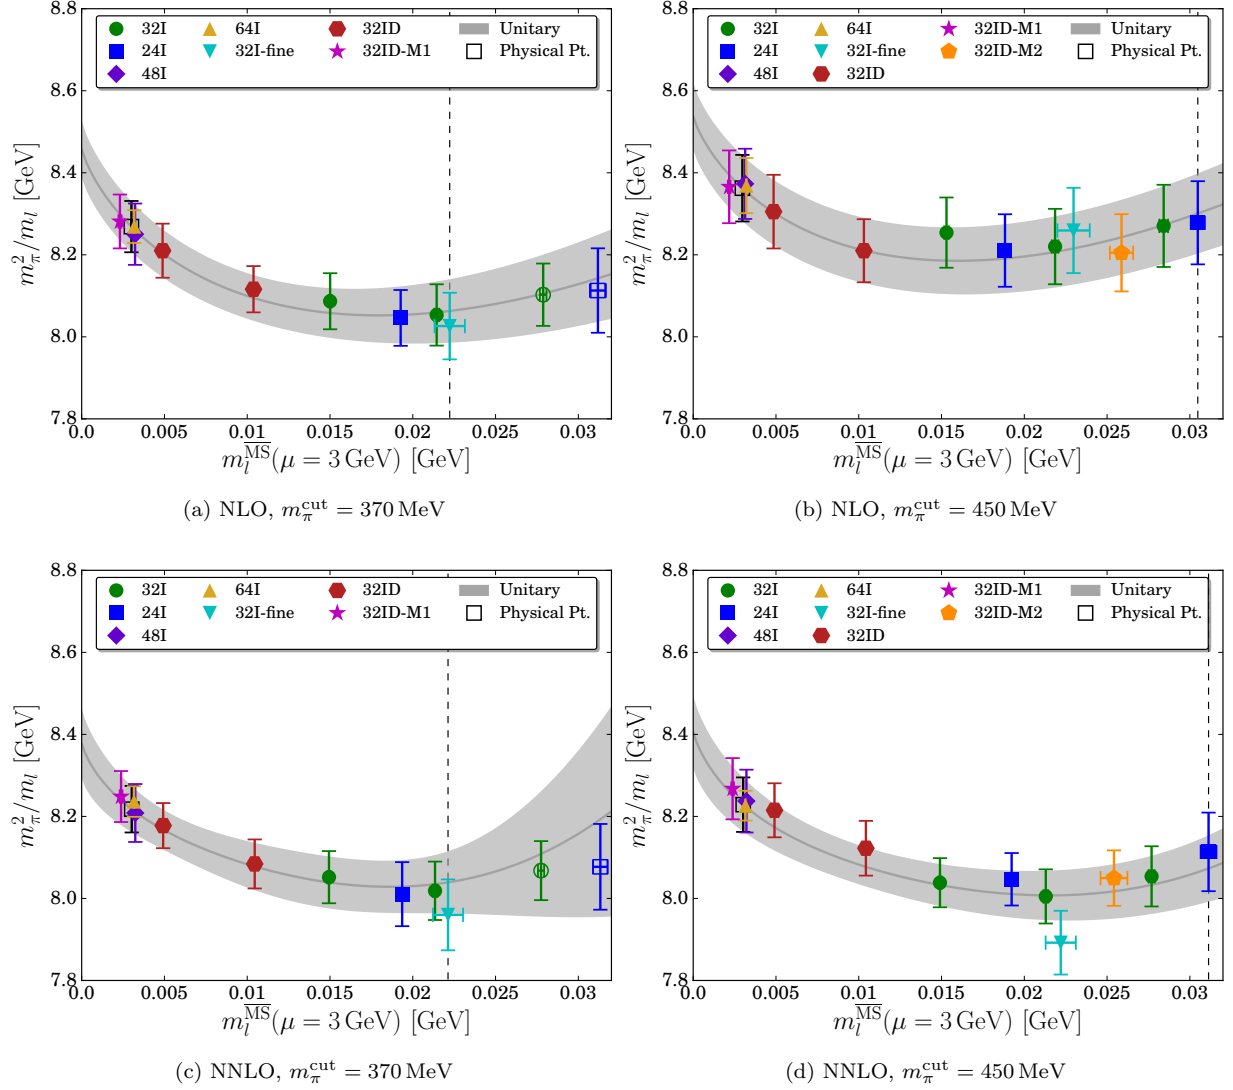 32I 64I 32ID Unitary
24I 32I-fine 32ID-M1 Physical Pt.
48I
8.8
8.6
8.4
8.2
8.0
7.8
m_π^2/m_l [GeV]
0.0 0.005 0.01 0.015 0.02 0.025 0.03
m_l^{\overline{MS}}(μ = 3 GeV) [GeV]
(a) NLO, m_π^cut = 370 MeV
32I 64I 32ID-M1 Unitary
24I 32I-fine 32ID-M2 Physical Pt.
48I 32ID
8.8
8.6
8.4
8.2
8.0
7.8
m_π^2/m_l [GeV]
0.0 0.005 0.01 0.015 0.02 0.025 0.03
m_l^{\overline{MS}}(μ = 3 GeV) [GeV]
(b) NLO, m_π^cut = 450 MeV
32I 64I 32ID Unitary
24I 32I-fine 32ID-M1 Physical Pt.
48I
8.8
8.6
8.4
8.2
8.0
7.8
m_π^2/m_l [GeV]
0.0 0.005 0.01 0.015 0.02 0.025 0.03
m_l^{\overline{MS}}(μ = 3 GeV) [GeV]
(c) NNLO, m_π^cut = 370 MeV
32I 64I 32ID-M1 Unitary
24I 32I-fine 32ID-M2 Physical Pt.
48I 32ID
8.8
8.6
8.4
8.2
8.0
7.8
m_π^2/m_l [GeV]
0.0 0.005 0.01 0.015 0.02 0.025 0.03
m_l^{\overline{MS}}(μ = 3 GeV) [GeV]
(d) NNLO, m_π^cut = 450 MeV